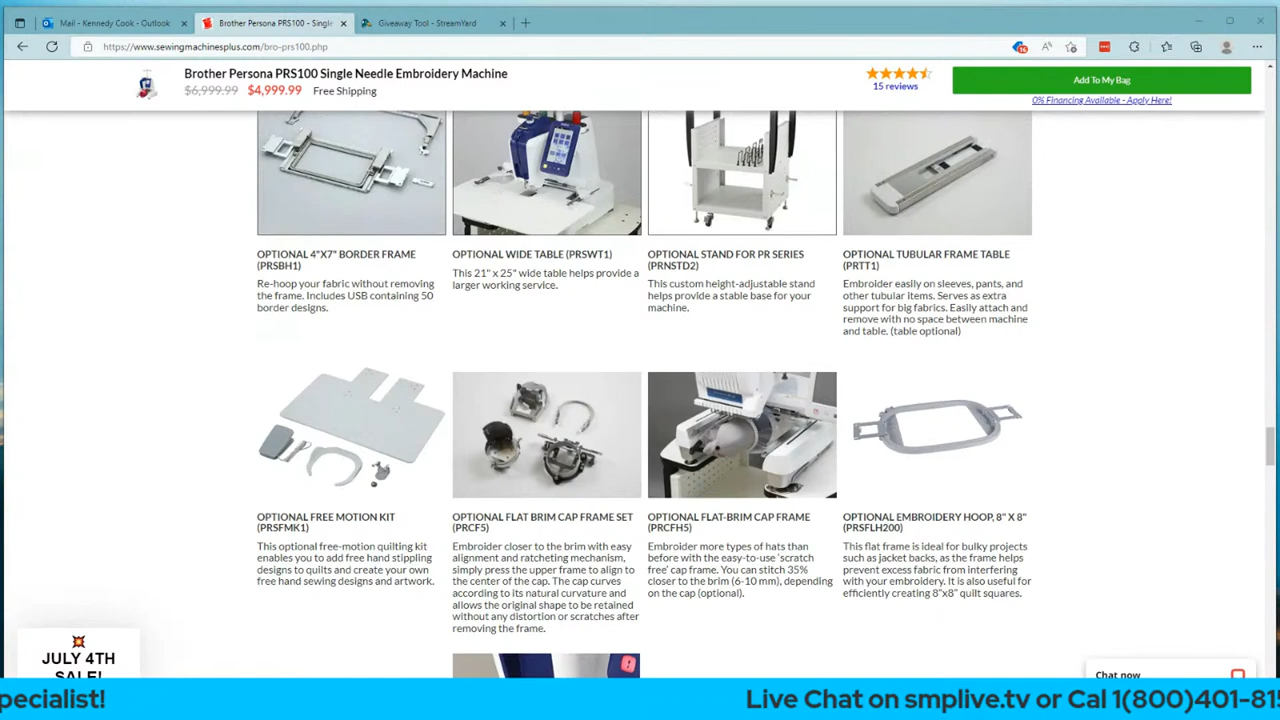 Mail - Kennedy Cook - Outlook
Brother Persona PRS100 - Single
Giveaway Tool - StreamYard
https://www.sewingmachinesplus.com/bro-prs100.php
Brother Persona PRS100 Single Needle Embroidery Machine
$6,999.99 $4,999.99 Free Shipping
15 reviews
Add To My Bag
0% Financing Available - Apply Here!
OPTIONAL 4"X7" BORDER FRAME
(PRSBH1)
Re-hoop your fabric without removing
the frame. Includes USB containing 50
border designs.
OPTIONAL WIDE TABLE (PRSWT1)
This 21" x 25" wide table helps provide a
larger working service.
OPTIONAL STAND FOR PR SERIES
(PRNSTD2)
This custom height-adjustable stand
helps provide a stable base for your
machine.
OPTIONAL TUBULAR FRAME TABLE
(PRTT1)
Embroider easily on sleeves, pants, and
other tubular items. Serves as extra
support for big fabrics. Easily attach and
remove with no space between machine
and table. (table optional)
OPTIONAL FREE MOTION KIT
(PRSFMK1)
This optional free-motion quilting kit
enables you to add free hand stippling
designs to quilts and create your own
free hand sewing designs and artwork.
OPTIONAL FLAT BRIM CAP FRAME SET
(PRCF5)
Embroider closer to the brim with easy
alignment and ratcheting mechanism,
simply press the upper frame to align to
the center of the cap. The cap curves
according to its natural curvature and
allows the original shape to be retained
without any distortion or scratches after
removing the frame.
OPTIONAL FLAT-BRIM CAP FRAME
(PRCFH5)
Embroider more types of hats than
before with the easy-to-use 'scratch
free' cap frame. You can stitch 35%
closer to the brim (6-10 mm), depending
on the cap (optional).
OPTIONAL EMBROIDERY HOOP, 8" X 8"
(PRSFLH200)
This flat frame is ideal for bulky projects
such as jacket backs, as the frame helps
prevent excess fabric from interfering
with your embroidery. It is also useful for
efficiently creating 8"x8" quilt squares.
JULY 4TH
SALE!
Chat now
pecialist!
Live Chat on smplive.tv or Call 1(800)401-815